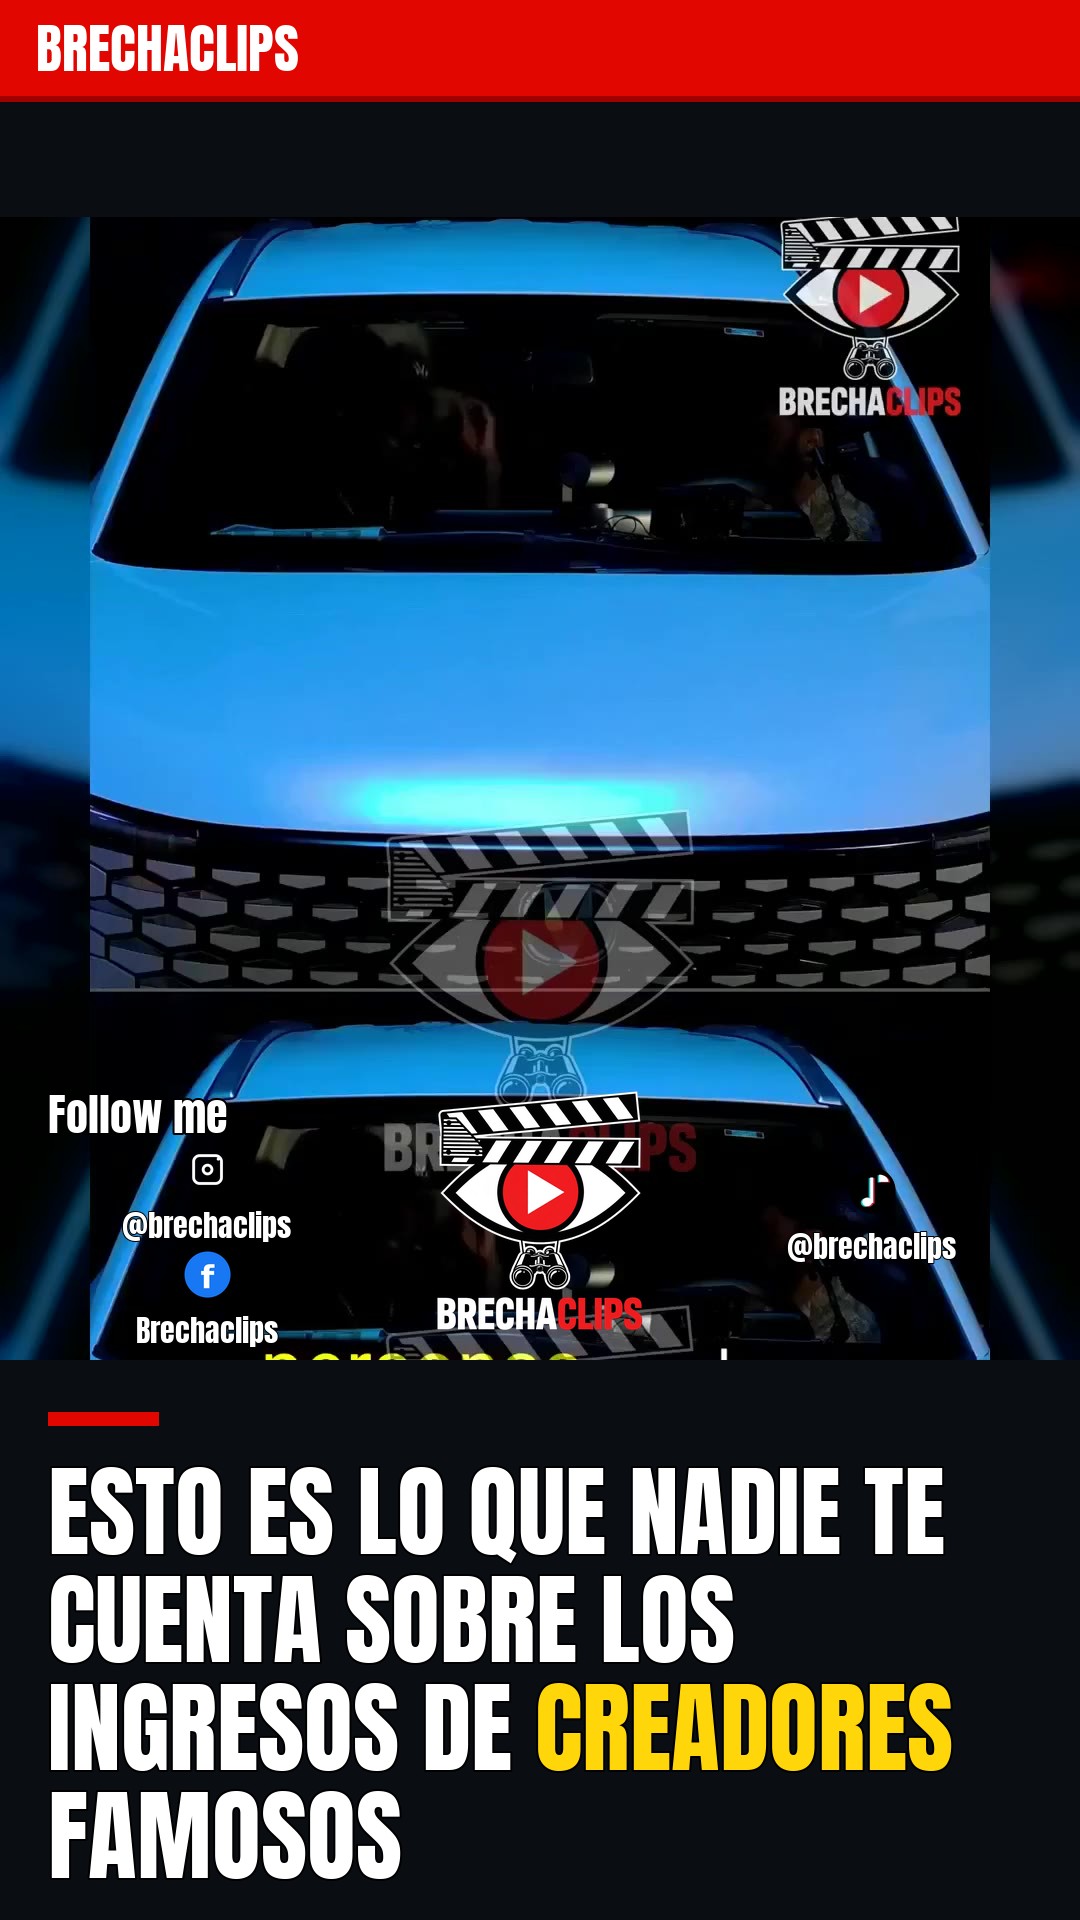 BRECHACLIPS
BRECHACLIPS
Follow me
@brechaclips
Brechaclips
BRECHACLIPS
BRECHACLIPS
@brechaclips
ESTO ES LO QUE NADIE TE
CUENTA SOBRE LOS
INGRESOS DE CREADORES
FAMOSOS